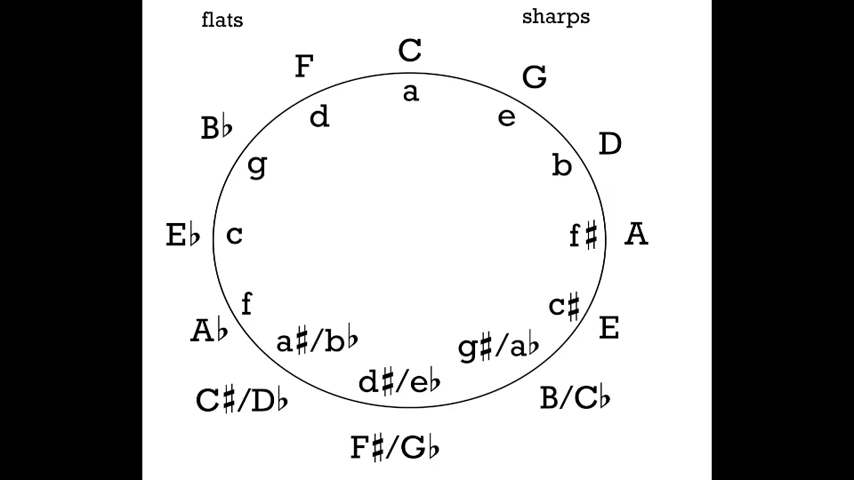 flats
sharps
C
F
G
a
d
e
B♭
D
g
b
E♭
c
f♯
A
f
c♯
A♭
E
a♯/b♭
g♯/a♭
d♯/e♭
C♯/D♭
B/C♭
F♯/G♭